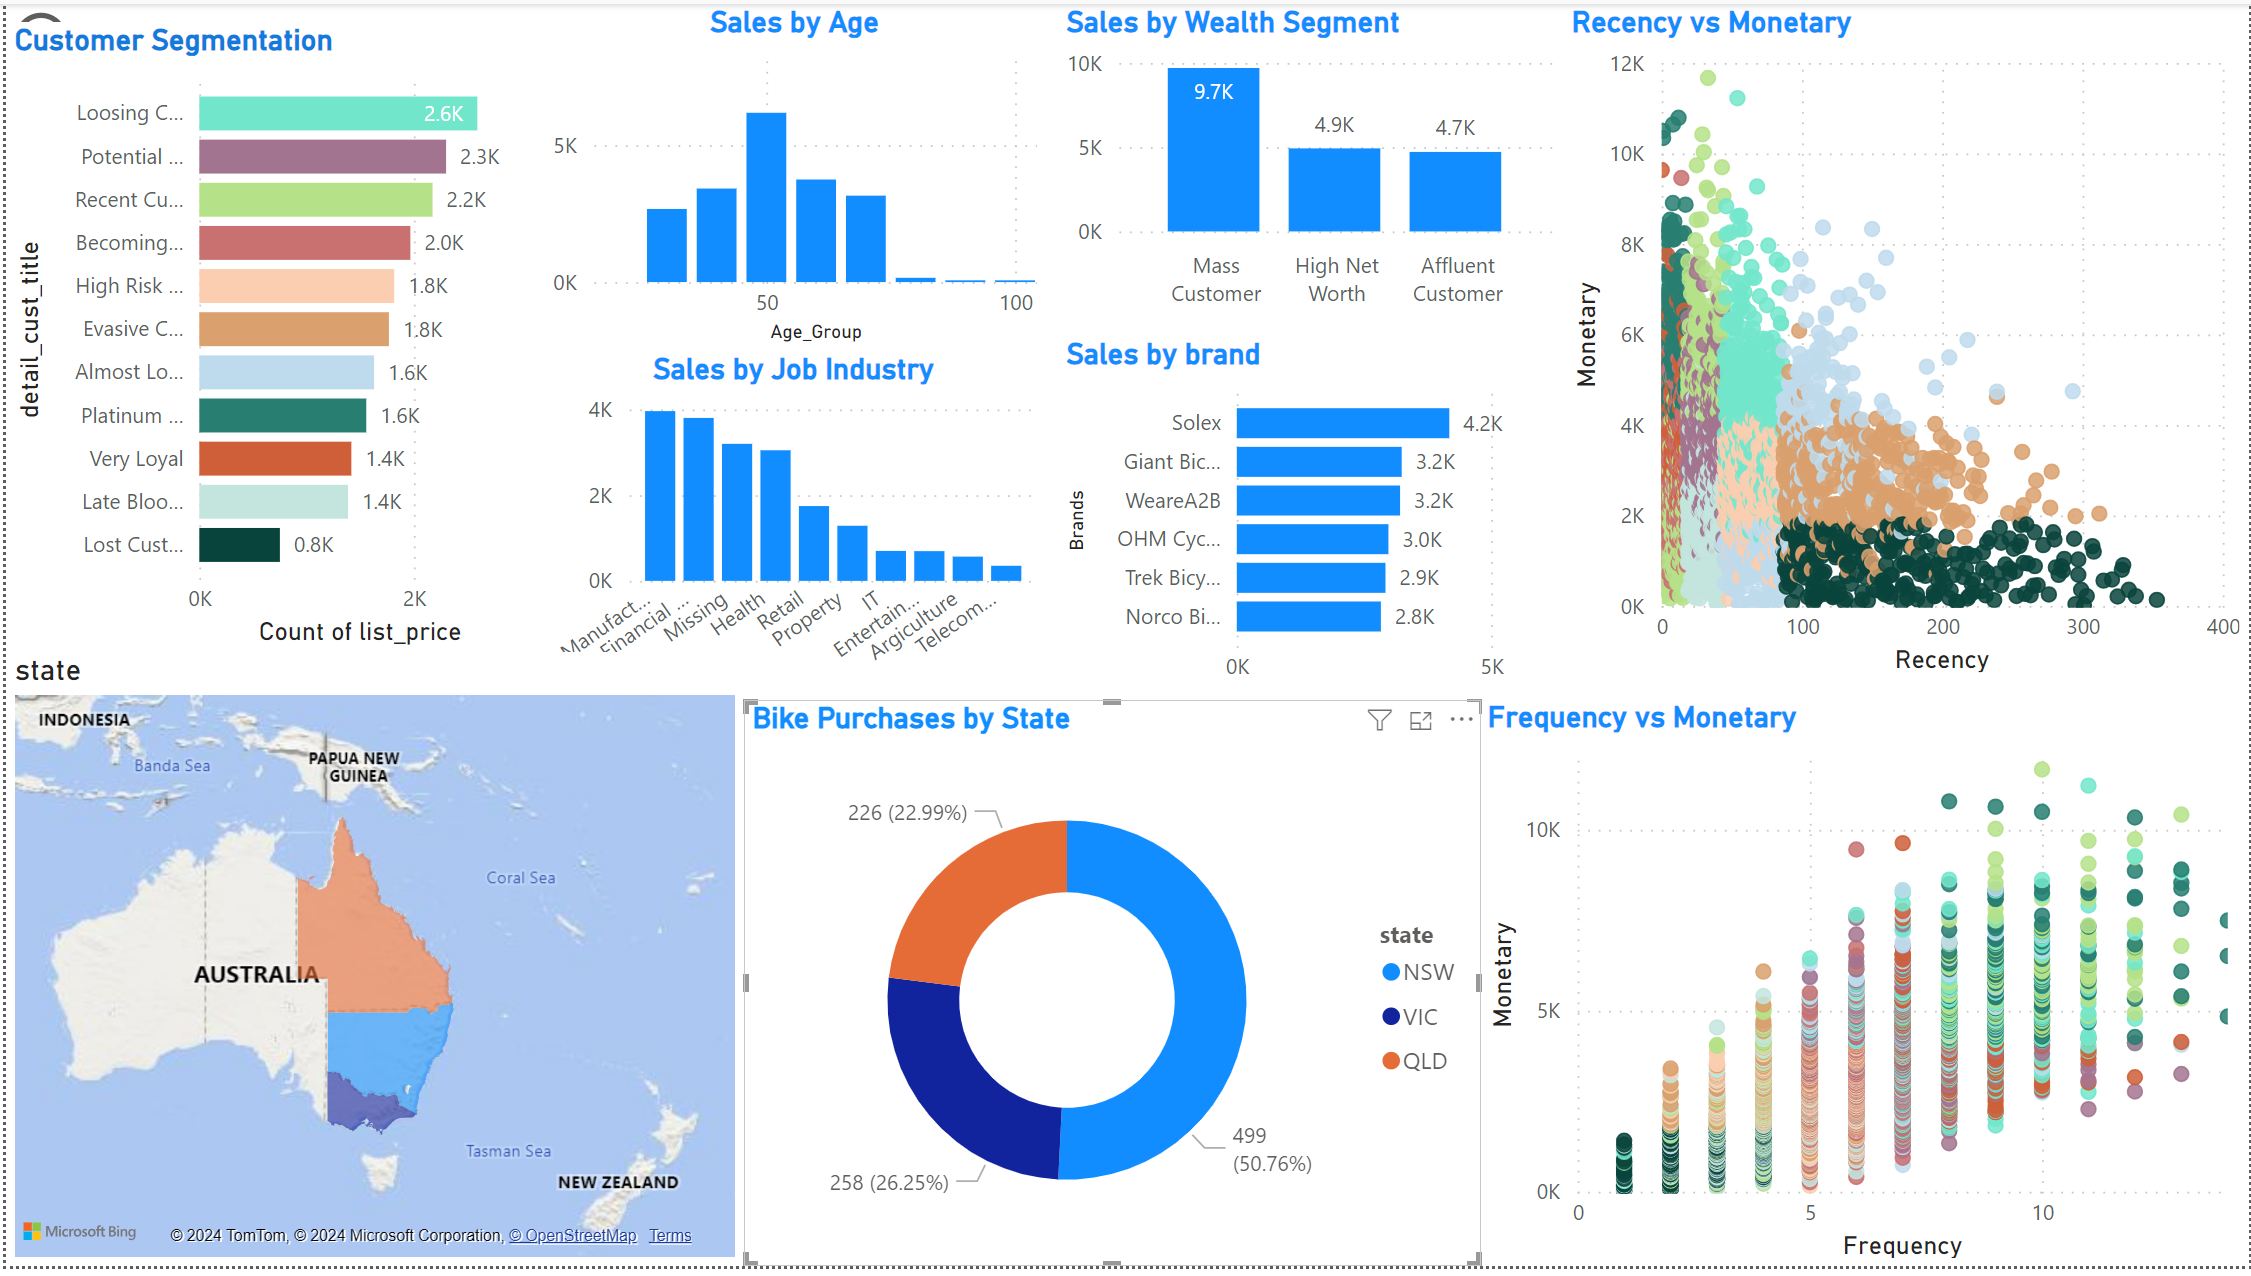 Customer Segmentation
detail_cust_title
Loosing C...
2.6K
Potential ...
2.3K
Recent Cu...
2.2K
Becoming...
2.0K
High Risk ...
1.8K
Evasive C...
1.8K
Almost Lo...
1.6K
Platinum ...
1.6K
Very Loyal
1.4K
Late Bloo...
1.4K
Lost Cust...
0.8K
0K
2K
Count of list_price
Sales by Age
5K
0K
50
100
Age_Group
Sales by Job Industry
4K
2K
0K
Manufact...
Financial ...
Missing
Health
Retail
Property
IT
Entertain...
Argiculture
Telecom...
Sales by Wealth Segment
10K
5K
0K
9.7K
4.9K
4.7K
Mass
Customer
High Net
Worth
Affluent
Customer
Sales by brand
Brands
Solex
4.2K
Giant Bic...
3.2K
WeareA2B
3.2K
OHM Cyc...
3.0K
Trek Bicy...
2.9K
Norco Bi...
2.8K
0K
5K
Recency vs Monetary
Monetary
12K
10K
8K
6K
4K
2K
0K
0
100
200
300
400
Recency
state
INDONESIA
Banda Sea
PAPUA NEW
GUINEA
Coral Sea
AUSTRALIA
Tasman Sea
NEW ZEALAND
Microsoft Bing
© 2024 TomTom, © 2024 Microsoft Corporation, © OpenStreetMap Terms
Bike Purchases by State
226 (22.99%)
258 (26.25%)
499
(50.76%)
state
NSW
VIC
QLD
Frequency vs Monetary
Monetary
10K
5K
0K
0
5
10
Frequency